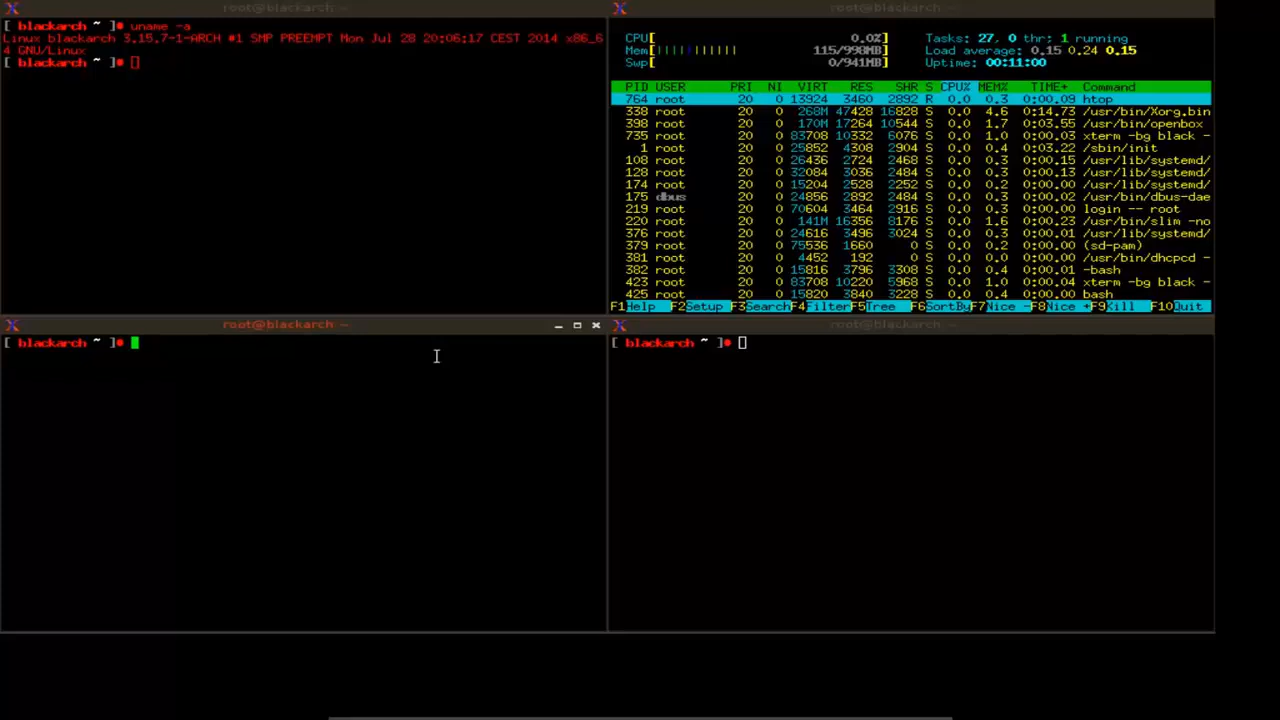 root@blackarch:~
[ blackarch ~ ]● uname -a
Linux blackarch 3.15.7-1-ARCH #1 SMP PREEMPT Mon Jul 28 20:06:17 CEST 2014 x86_6
4 GNU/Linux
[ blackarch ~ ]●
root@blackarch:~
CPU[ 0.0%]
Mem[||||||||||||| 115/998MB]
Swp[ 0/941MB]
Tasks: 27, 0 thr; 1 running
Load average: 0.15 0.24 0.15
Uptime: 00:11:00
PID USER PRI NI VIRT RES SHR S CPU% MEM% TIME+ Command
764 root 20 0 13924 3460 2892 R 0.0 0.3 0:00.09 htop
338 root 20 0 268M 47428 16828 S 0.0 4.6 0:14.73 /usr/bin/Xorg.bin
398 root 20 0 170M 17264 10544 S 0.0 1.7 0:03.55 /usr/bin/openbox
735 root 20 0 83708 10332 6076 S 0.0 1.0 0:00.03 xterm -bg black -
1 root 20 0 25852 4308 2904 S 0.0 0.4 0:03.22 /sbin/init
108 root 20 0 26436 2724 2468 S 0.0 0.3 0:00.15 /usr/lib/systemd/
128 root 20 0 32084 3036 2484 S 0.0 0.3 0:00.13 /usr/lib/systemd/
174 root 20 0 15204 2528 2252 S 0.0 0.2 0:00.00 /usr/lib/systemd/
175 dbus 20 0 24856 2892 2484 S 0.0 0.3 0:00.02 /usr/bin/dbus-dae
219 root 20 0 70604 3464 2916 S 0.0 0.3 0:00.00 login -- root
220 root 20 0 141M 16356 8176 S 0.0 1.6 0:00.23 /usr/bin/slim -no
376 root 20 0 24616 3496 3024 S 0.0 0.3 0:00.01 /usr/lib/systemd/
379 root 20 0 75536 1660 0 S 0.0 0.2 0:00.00 (sd-pam)
381 root 20 0 4452 192 0 S 0.0 0.0 0:00.00 /usr/bin/dhcpcd -
382 root 20 0 15816 3796 3308 S 0.0 0.4 0:00.01 -bash
423 root 20 0 83708 10220 5968 S 0.0 1.0 0:00.04 xterm -bg black -
425 root 20 0 15820 3840 3228 S 0.0 0.4 0:00.00 bash
F1Help F2Setup F3SearchF4FilterF5Tree F6SortByF7Nice -F8Nice +F9Kill F10Quit
root@blackarch:~
[ blackarch ~ ]●
root@blackarch:~
[ blackarch ~ ]●